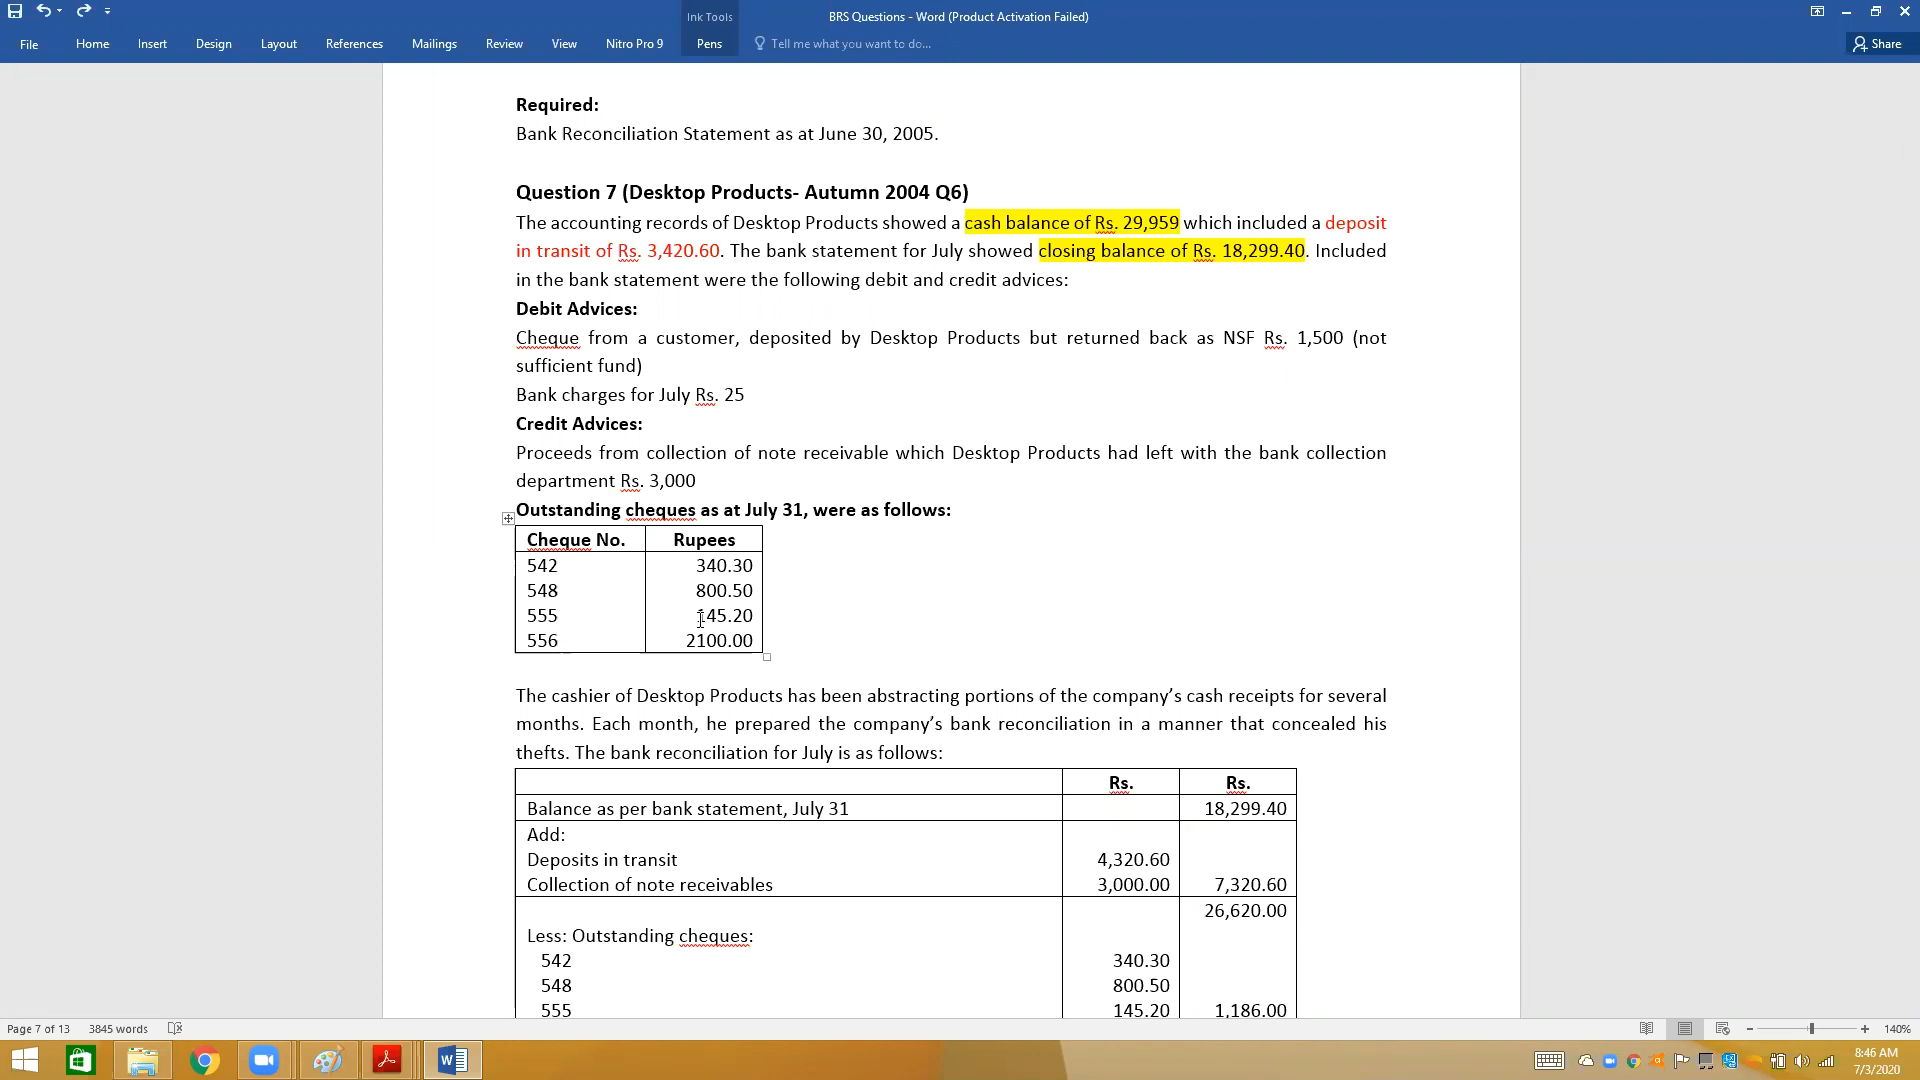 Ink Tools
BRS Questions - Word (Product Activation Failed)
File Home Insert Design Layout References Mailings Review View Nitro Pro 9 Pens Tell me what you want to do... Share
Required:
Bank Reconciliation Statement as at June 30, 2005.
Question 7 (Desktop Products- Autumn 2004 Q6)
The accounting records of Desktop Products showed a cash balance of Rs. 29,959 which included a deposit
in transit of Rs. 3,420.60. The bank statement for July showed closing balance of Rs. 18,299.40. Included
in the bank statement were the following debit and credit advices:
Debit Advices:
Cheque from a customer, deposited by Desktop Products but returned back as NSF Rs. 1,500 (not
sufficient fund)
Bank charges for July Rs. 25
Credit Advices:
Proceeds from collection of note receivable which Desktop Products had left with the bank collection
department Rs. 3,000
Outstanding cheques as at July 31, were as follows:
Cheque No. Rupees
542 340.30
548 800.50
555 145.20
556 2100.00
The cashier of Desktop Products has been abstracting portions of the company's cash receipts for several
months. Each month, he prepared the company's bank reconciliation in a manner that concealed his
thefts. The bank reconciliation for July is as follows:
Rs. Rs.
Balance as per bank statement, July 31 18,299.40
Add:
Deposits in transit 4,320.60
Collection of note receivables 3,000.00 7,320.60
26,620.00
Less: Outstanding cheques:
542 340.30
548 800.50
555 145.20 1,186.00
Page 7 of 13 3845 words 140%
8:46 AM
7/3/2020